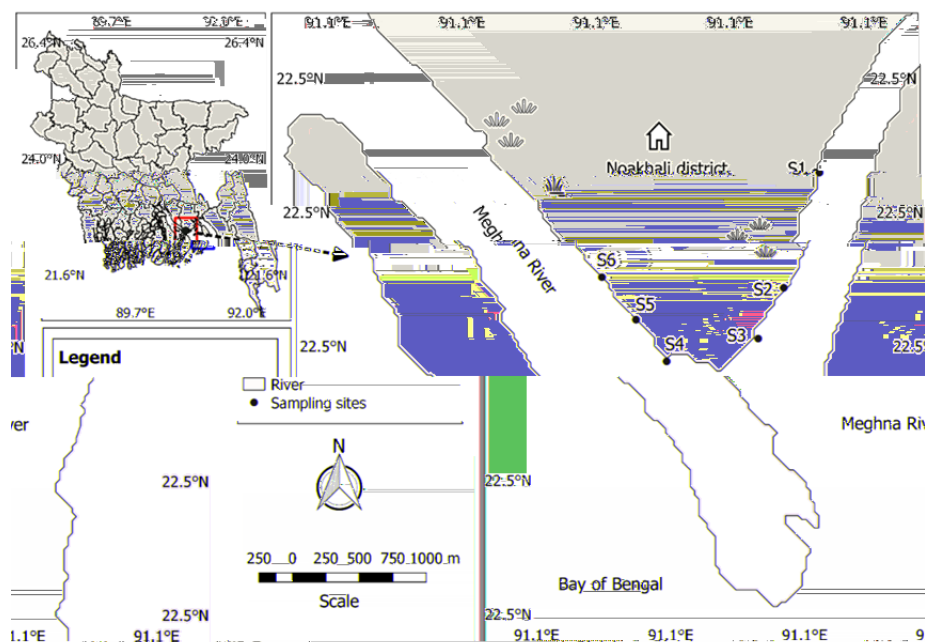 89.7°E 92.0°E
91.1°E 91.1°E 91.1°E 91.1°E 91.1°E
26.4°N 26.4°N
22.5°N 22.5°N
24.0°N 24.0°N
Noakhali district
S1
22.5°N 22.5°N
Meghna River
21.6°N 21.6°N
S6
S2
89.7°E 92.0°E
S5
S3
22.5°N 22.5
S4
Legend
River
Sampling sites
ver
Meghna Riv
N
22.5°N 22.5°N
250 0 250 500 750 1000 m
Scale
Bay of Bengal
22.5°N 22.5°N
1.1°E 91.1°E 91.1°E 91.1°E 91.1°E 9